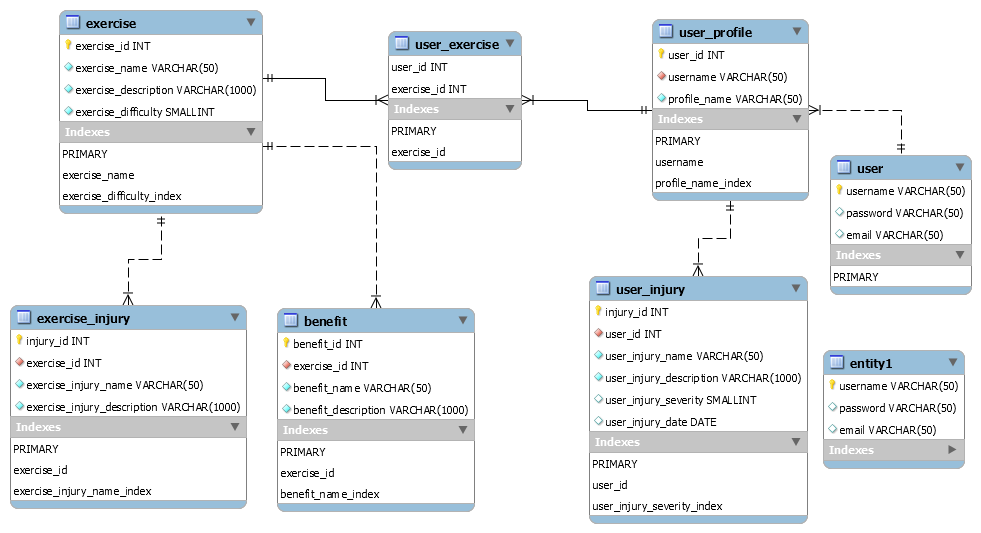 exercise
exercise_id INT
exercise_name VARCHAR(50)
exercise_description VARCHAR(1000)
exercise_difficulty SMALLINT
Indexes
PRIMARY
exercise_name
exercise_difficulty_index
user_exercise
user_id INT
exercise_id INT
Indexes
PRIMARY
exercise_id
user_profile
user_id INT
username VARCHAR(50)
profile_name VARCHAR(50)
Indexes
PRIMARY
username
profile_name_index
user
username VARCHAR(50)
password VARCHAR(50)
email VARCHAR(50)
Indexes
PRIMARY
exercise_injury
injury_id INT
exercise_id INT
exercise_injury_name VARCHAR(50)
exercise_injury_description VARCHAR(1000)
Indexes
PRIMARY
exercise_id
exercise_injury_name_index
benefit
benefit_id INT
exercise_id INT
benefit_name VARCHAR(50)
benefit_description VARCHAR(1000)
Indexes
PRIMARY
exercise_id
benefit_name_index
user_injury
injury_id INT
user_id INT
user_injury_name VARCHAR(50)
user_injury_description VARCHAR(1000)
user_injury_severity SMALLINT
user_injury_date DATE
Indexes
PRIMARY
user_id
user_injury_severity_index
entity1
username VARCHAR(50)
password VARCHAR(50)
email VARCHAR(50)
Indexes